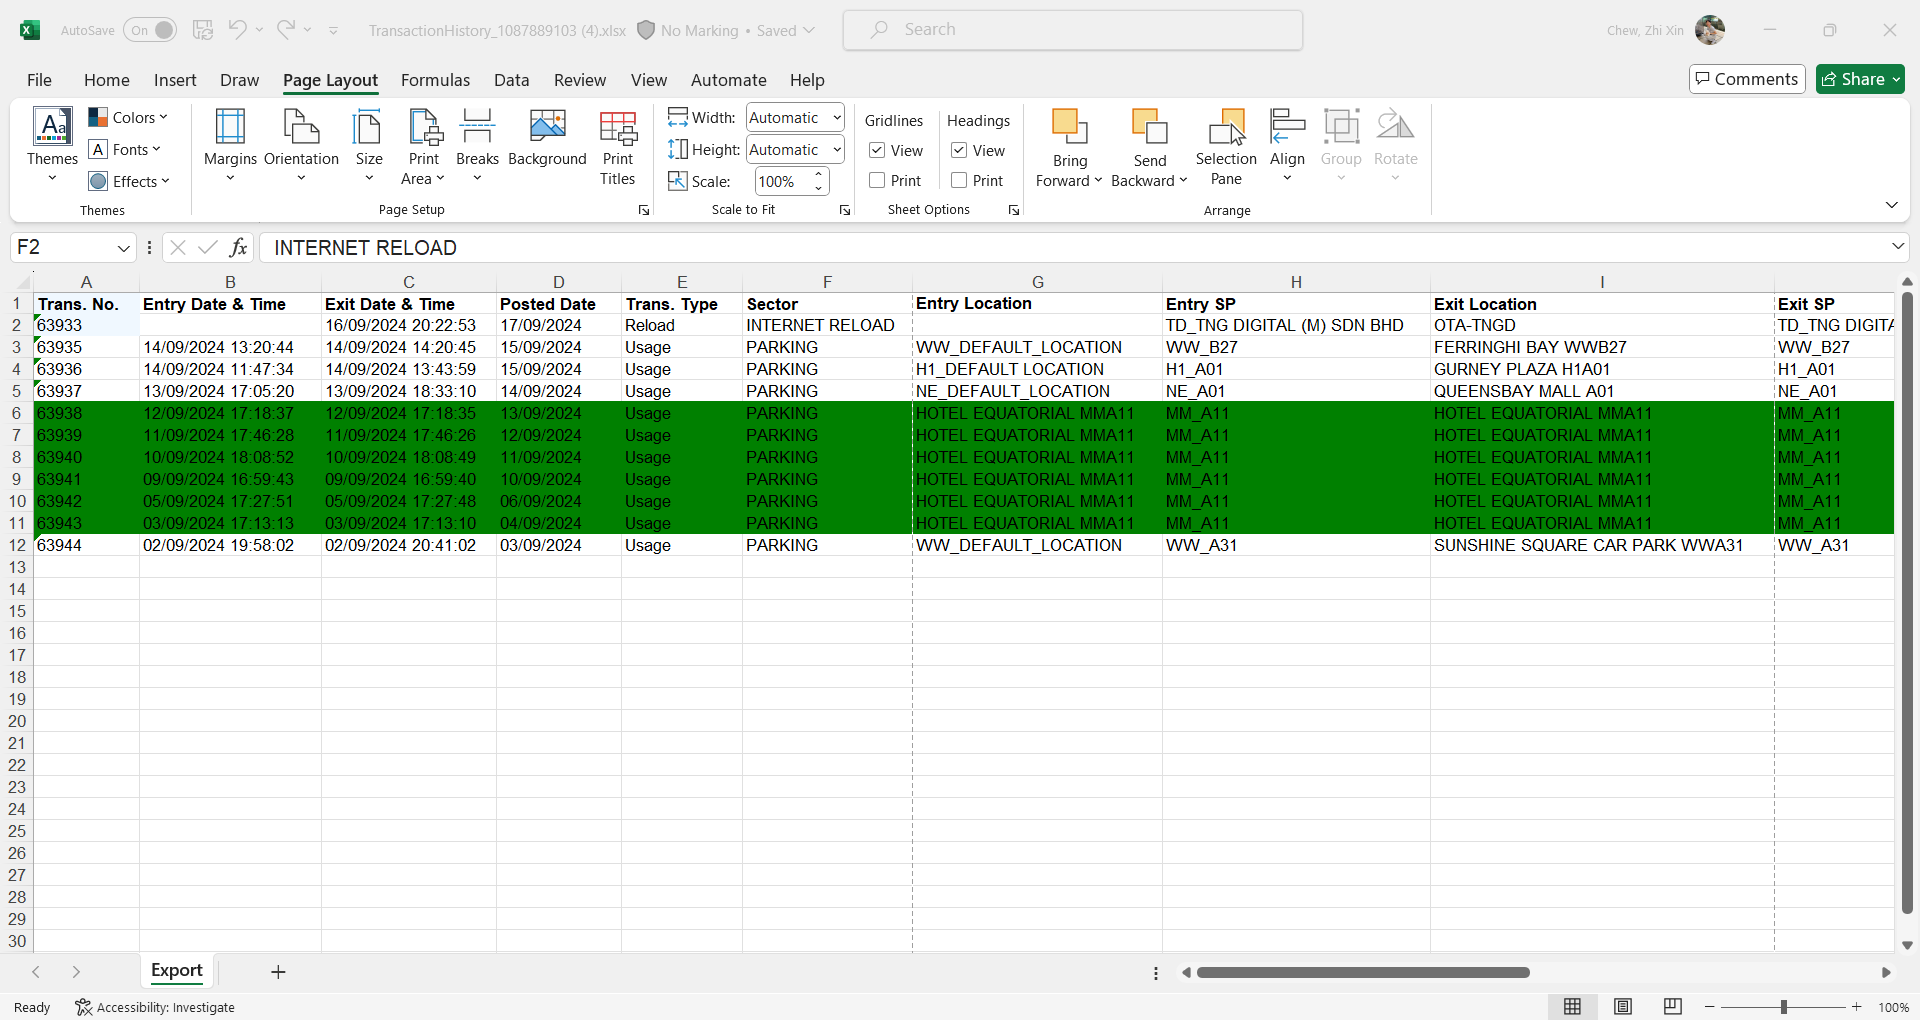 AutoSave On TransactionHistory_1087889103 (4).xlsx No Marking • Saved Search Chew, Zhi Xin
File Home Insert Draw Page Layout Formulas Data Review View Automate Help Comments Share
Themes Colors Fonts Effects Themes
Margins Orientation Size Print Area Breaks Background Print Titles Page Setup
Width: Automatic Height: Automatic Scale: 100% Scale to Fit
Gridlines View Print Headings View Print Sheet Options
Bring Forward Send Backward Selection Pane Align Group Rotate Arrange
F2 fx INTERNET RELOAD
A B C D E F G H I
1 Trans. No. Entry Date & Time Exit Date & Time Posted Date Trans. Type Sector Entry Location Entry SP Exit Location Exit SP
2 63933 16/09/2024 20:22:53 17/09/2024 Reload INTERNET RELOAD TD_TNG DIGITAL (M) SDN BHD OTA-TNGD TD_TNG DIGITA
3 63935 14/09/2024 13:20:44 14/09/2024 14:20:45 15/09/2024 Usage PARKING WW_DEFAULT_LOCATION WW_B27 FERRINGHI BAY WWB27 WW_B27
4 63936 14/09/2024 11:47:34 14/09/2024 13:43:59 15/09/2024 Usage PARKING H1_DEFAULT LOCATION H1_A01 GURNEY PLAZA H1A01 H1_A01
5 63937 13/09/2024 17:05:20 13/09/2024 18:33:10 14/09/2024 Usage PARKING NE_DEFAULT_LOCATION NE_A01 QUEENSBAY MALL A01 NE_A01
6 63938 12/09/2024 17:18:37 12/09/2024 17:18:35 13/09/2024 Usage PARKING HOTEL EQUATORIAL MMA11 MM_A11 HOTEL EQUATORIAL MMA11 MM_A11
7 63939 11/09/2024 17:46:28 11/09/2024 17:46:26 12/09/2024 Usage PARKING HOTEL EQUATORIAL MMA11 MM_A11 HOTEL EQUATORIAL MMA11 MM_A11
8 63940 10/09/2024 18:08:52 10/09/2024 18:08:49 11/09/2024 Usage PARKING HOTEL EQUATORIAL MMA11 MM_A11 HOTEL EQUATORIAL MMA11 MM_A11
9 63941 09/09/2024 16:59:43 09/09/2024 16:59:40 10/09/2024 Usage PARKING HOTEL EQUATORIAL MMA11 MM_A11 HOTEL EQUATORIAL MMA11 MM_A11
10 63942 05/09/2024 17:27:51 05/09/2024 17:27:48 06/09/2024 Usage PARKING HOTEL EQUATORIAL MMA11 MM_A11 HOTEL EQUATORIAL MMA11 MM_A11
11 63943 03/09/2024 17:13:13 03/09/2024 17:13:10 04/09/2024 Usage PARKING HOTEL EQUATORIAL MMA11 MM_A11 HOTEL EQUATORIAL MMA11 MM_A11
12 63944 02/09/2024 19:58:02 02/09/2024 20:41:02 03/09/2024 Usage PARKING WW_DEFAULT_LOCATION WW_A31 SUNSHINE SQUARE CAR PARK WWA31 WW_A31
13
14
15
16
17
18
19
20
21
22
23
24
25
26
27
28
29
30
Export
Ready Accessibility: Investigate 100%